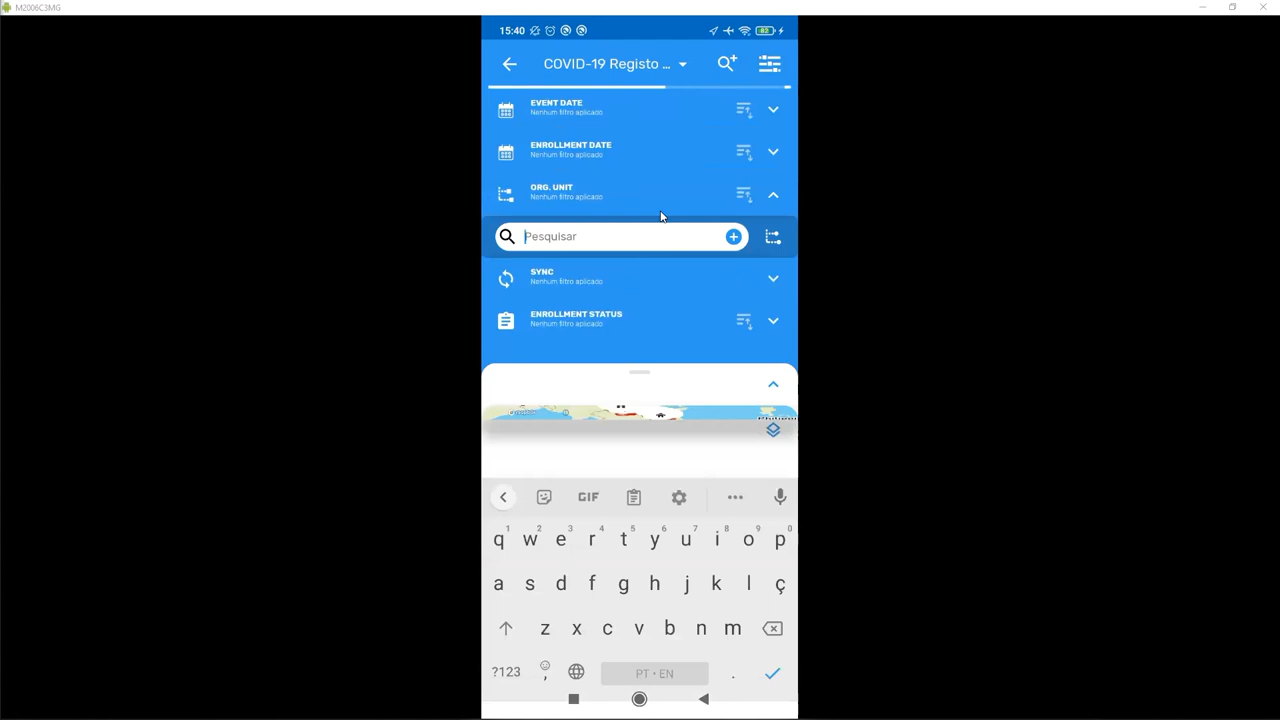 M2006C3MG
15:40
82
COVID-19 Registo ...
EVENT DATE
Nenhum filtro aplicado
ENROLLMENT DATE
Nenhum filtro aplicado
ORG. UNIT
Nenhum filtro aplicado
Pesquisar
SYNC
Nenhum filtro aplicado
ENROLLMENT STATUS
Nenhum filtro aplicado
GIF
1 2 3 4 5 6 7 8 9 0
q w e r t y u i o p
a s d f g h j k l ç
z x c v b n m
?123 , PT • EN .